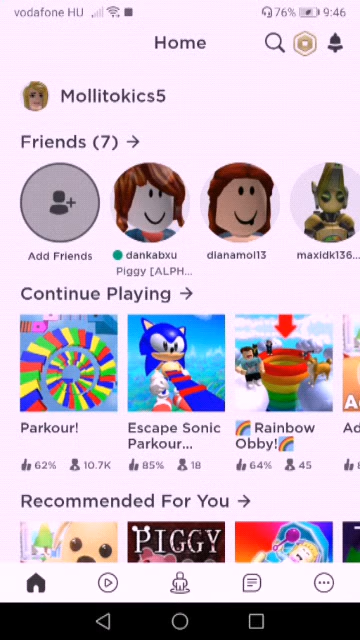 vodafone HU 76% 9:46
Home
Mollitokics5
Friends (7) →
Add Friends dankabxu dianamol13 maxidk136...
Piggy [ALPH...
Continue Playing →
Parkour! Escape Sonic 🌈Rainbow Ad
Parkour... Obby!🌈
62% 10.7K 85% 18 64% 45
Recommended For You →
PIGGY